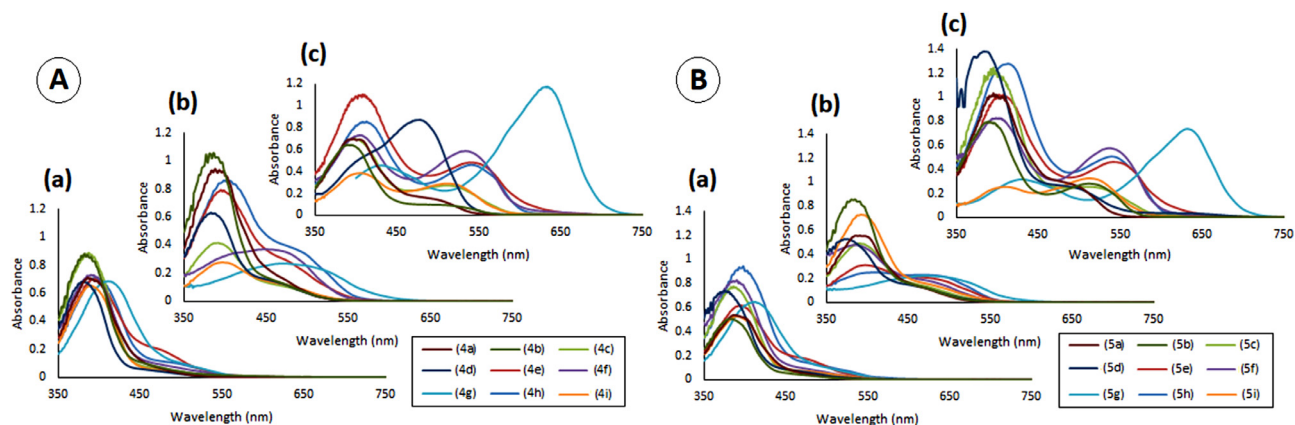 A
(a)
Absorbance
1.2
1
0.8
0.6
0.4
0.2
0
350 450 550 650 750
Wavelength (nm)
(b)
Absorbance
1.2
1
0.8
0.6
0.4
0.2
0
350 450 550 650 750
Wavelength (nm)
(c)
Absorbance
1.2
1
0.8
0.6
0.4
0.2
0
350 450 550 650 750
Wavelength (nm)
(4a) (4b) (4c)
(4d) (4e) (4f)
(4g) (4h) (4i)
B
(a)
Absorbance
1.4
1.2
1
0.8
0.6
0.4
0.2
0
350 450 550 650 750
Wavelength (nm)
(b)
Absorbance
1.4
1.2
1
0.8
0.6
0.4
0.2
0
350 450 550 650 750
Wavelength (nm)
(c)
Absorbance
1.4
1.2
1
0.8
0.6
0.4
0.2
0
350 450 550 650 750
Wavelength (nm)
(5a) (5b) (5c)
(5d) (5e) (5f)
(5g) (5h) (5i)